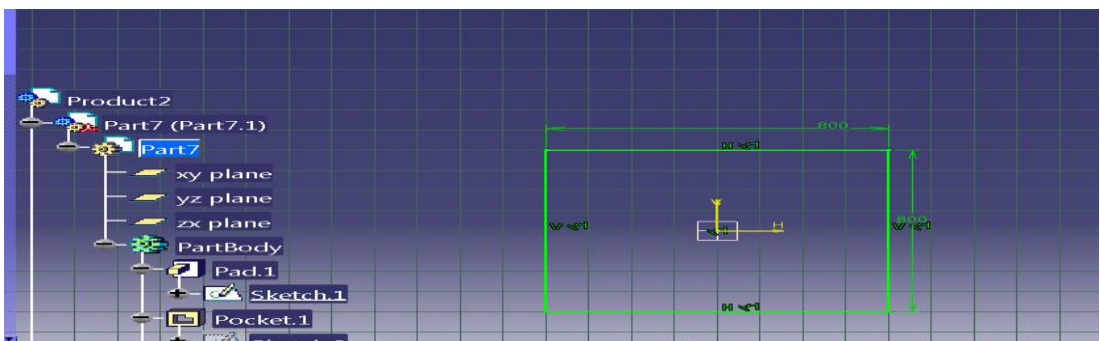 Product2
Part7 (Part7.1)
Part7
xy plane
yz plane
zx plane
PartBody
Pad.1
Sketch.1
Pocket.1
800
H
V
H
800
V
H